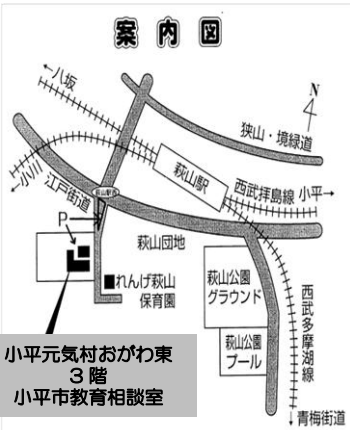 案内図
←八坂
N
狭山・境緑道
萩山駅
←小川
江戸街道
西武拝島線 小平→
P
萩山団地
れんげ萩山
保育園
萩山公園
グラウンド
萩山公園
プール
西武多摩湖線
小平元気村おがわ東
3階
小平市教育相談室
↓青梅街道